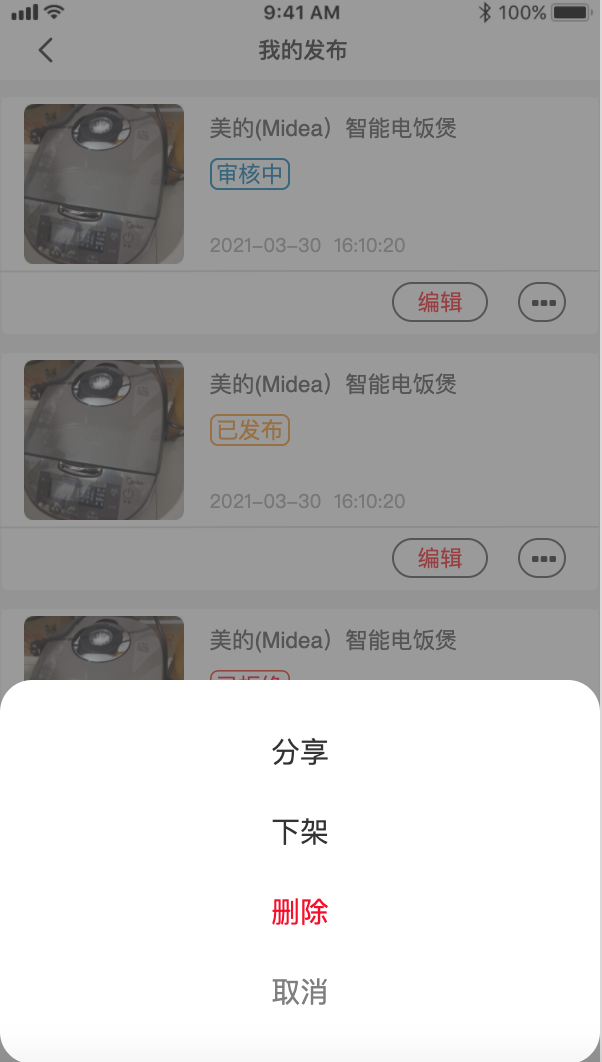 9:41 AM 100%
我的发布
美的(Midea）智能电饭煲
审核中
2021-03-30 16:10:20
编辑
美的(Midea）智能电饭煲
已发布
2021-03-30 16:10:20
编辑
美的(Midea）智能电饭煲
分享
下架
删除
取消